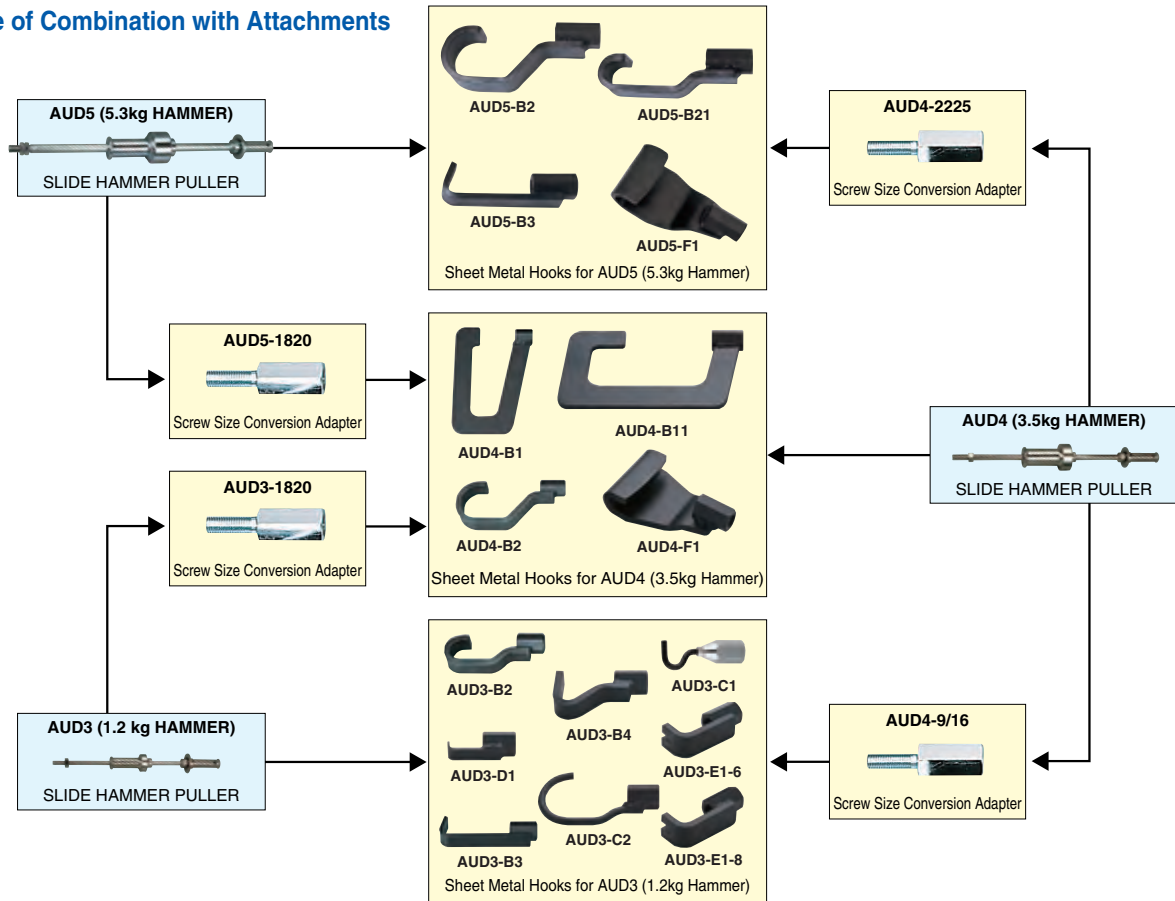 e of Combination with Attachments
AUD5 (5.3kg HAMMER)
SLIDE HAMMER PULLER
AUD5-B2
AUD5-B21
AUD5-B3
AUD5-F1
Sheet Metal Hooks for AUD5 (5.3kg Hammer)
AUD4-2225
Screw Size Conversion Adapter
AUD5-1820
Screw Size Conversion Adapter
AUD3-1820
Screw Size Conversion Adapter
AUD4-B1
AUD4-B11
AUD4-B2
AUD4-F1
Sheet Metal Hooks for AUD4 (3.5kg Hammer)
AUD4 (3.5kg HAMMER)
SLIDE HAMMER PULLER
AUD3 (1.2 kg HAMMER)
SLIDE HAMMER PULLER
AUD3-B2
AUD3-C1
AUD3-B4
AUD3-D1
AUD3-E1-6
AUD3-C2
AUD3-B3
AUD3-E1-8
Sheet Metal Hooks for AUD3 (1.2kg Hammer)
AUD4-9/16
Screw Size Conversion Adapter